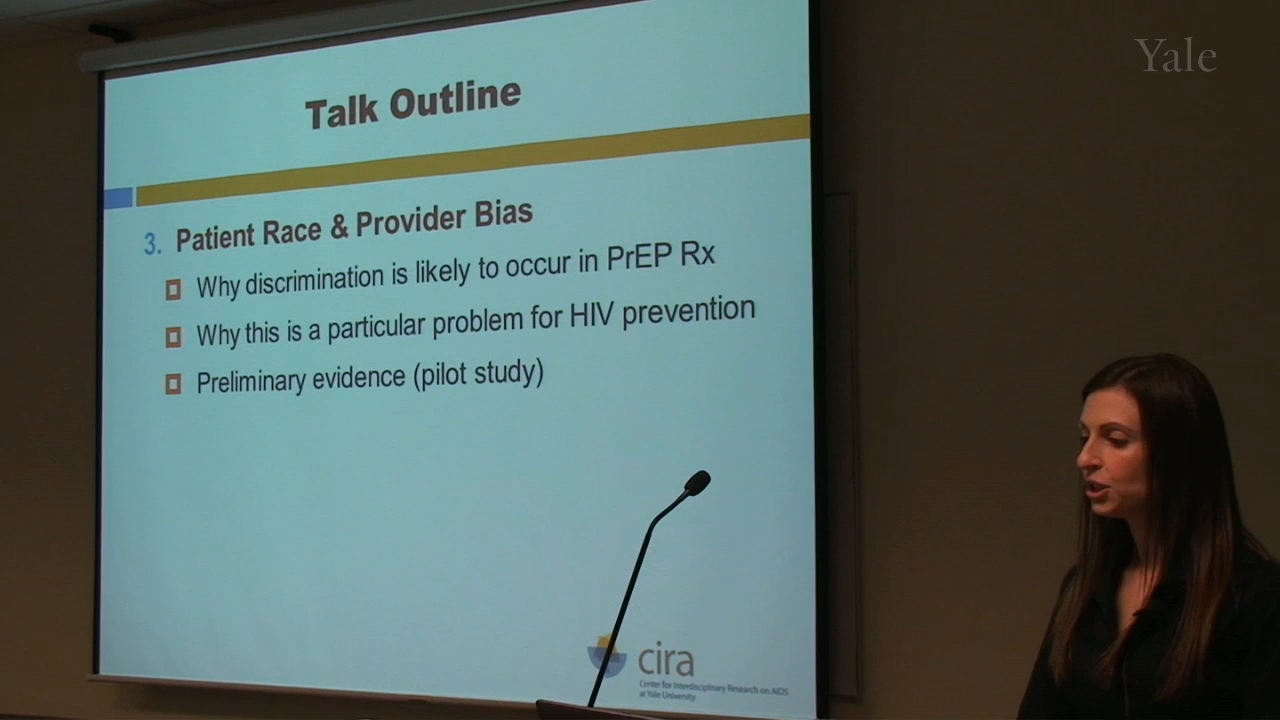 Yale
Talk Outline
3. Patient Race & Provider Bias
Why discrimination is likely to occur in PrEP Rx
Why this is a particular problem for HIV prevention
Preliminary evidence (pilot study)
cira
Center for Interdisciplinary Research on AIDS
at Yale University